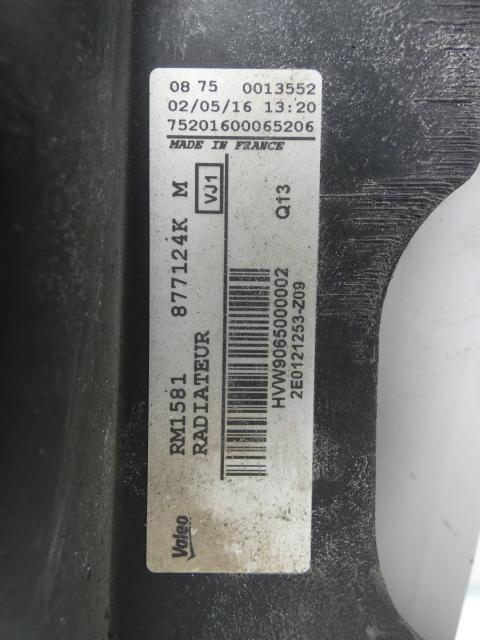 08 75 0013552
02/05/16 13:20
75201600065206
MADE IN FRANCE
RM1581 877124K M
RADIATEUR VJ1
Q13
HVW9065000002
2E0121253-Z09
Valeo